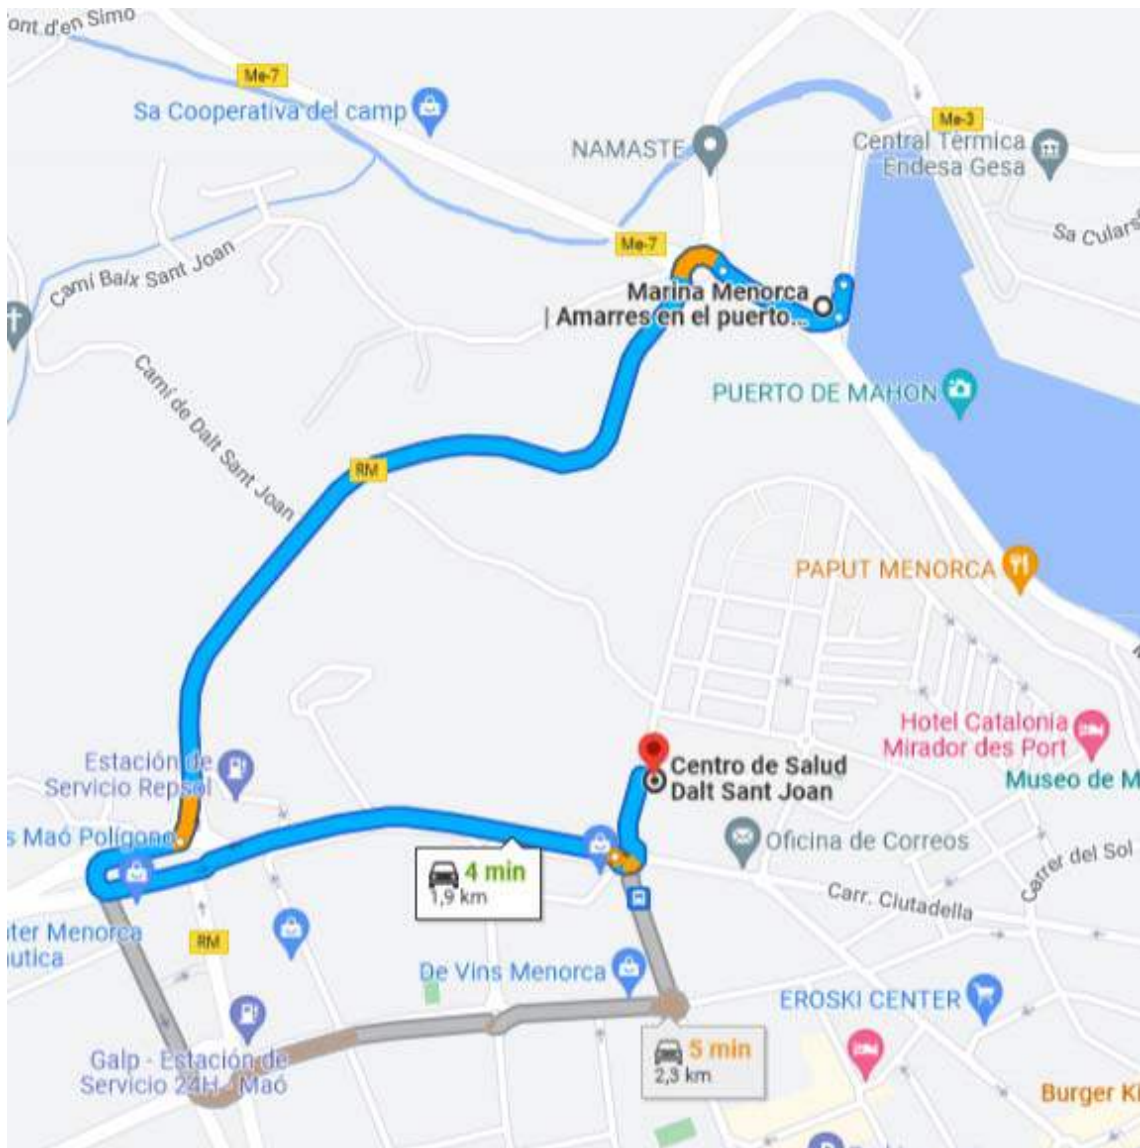 ont d'en Simo
Me-7
Sa Cooperativa del camp
Me-3
NAMASTE
Central Térmica
Endesa Gesa
Sa Culars
Me-7
Camí Baix Sant Joan
Marina Menorca
| Amarres en el puerto...
Camí de Dalt Sant Joan
PUERTO DE MAHON
RM
PAPUT MENORCA
Hotel Catalonia
Mirador des Port
Museo de M
Estación de
Servicio Repsol
Centro de Salud
Dalt Sant Joan
s Maó Polígono
Oficina de Correos
Carrer del Sol
4 min
1,9 km
Carr. Ciutadella
nter Menorca
utica
RM
De Vins Menorca
EROSKI CENTER
5 min
2,3 km
Galp - Estación de
Servicio 24H - Maó
Burger Ki